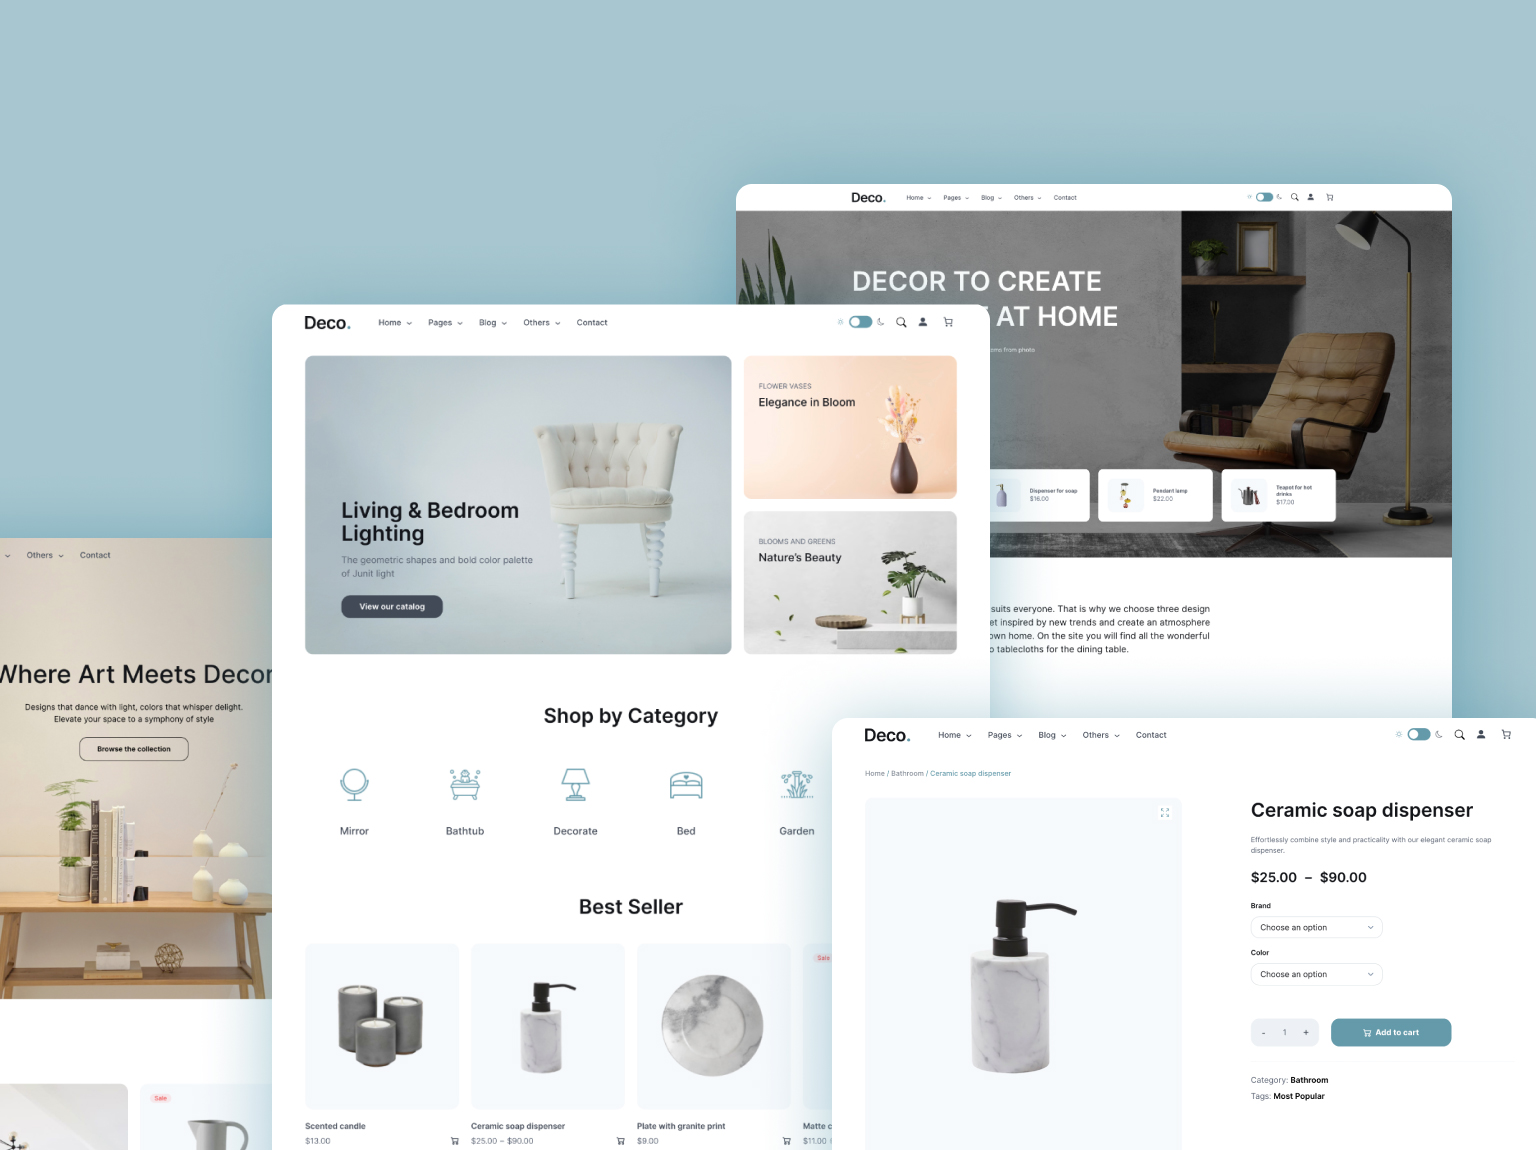 Deco.
Home
Pages
Blog
Others
Contact
DECOR TO CREATE
AT HOME
from photo
Dispenser for soap
$16.00
Pendant lamp
$22.00
Teapot for hot
drinks
$17.00
suits everyone. That is why we choose three design
inspired by new trends and create an atmosphere
own home. On the site you will find all the wonderful
tablecloths for the dining table.
Deco.
Home
Pages
Blog
Others
Contact
Living & Bedroom
Lighting
The geometric shapes and bold color palette
of Junit light
View our catalog
FLOWER VASES
Elegance in Bloom
BLOOMS AND GREENS
Nature's Beauty
Shop by Category
Mirror
Bathtub
Decorate
Bed
Garden
Best Seller
Sale
Scented candle
$13.00
Ceramic soap dispenser
$25.00 – $90.00
Plate with granite print
$9.00
Matte
$11.00
Others
Contact
Where Art Meets Decor
Designs that dance with light, colors that whisper delight.
Elevate your space to a symphony of style
Browse the collection
Sale
Deco.
Home
Pages
Blog
Others
Contact
Home / Bathroom / Ceramic soap dispenser
Ceramic soap dispenser
Effortlessly combine style and practicality with our elegant ceramic soap
dispenser.
$25.00 – $90.00
Brand
Choose an option
Color
Choose an option
- 1 +
Add to cart
Category: Bathroom
Tags: Most Popular